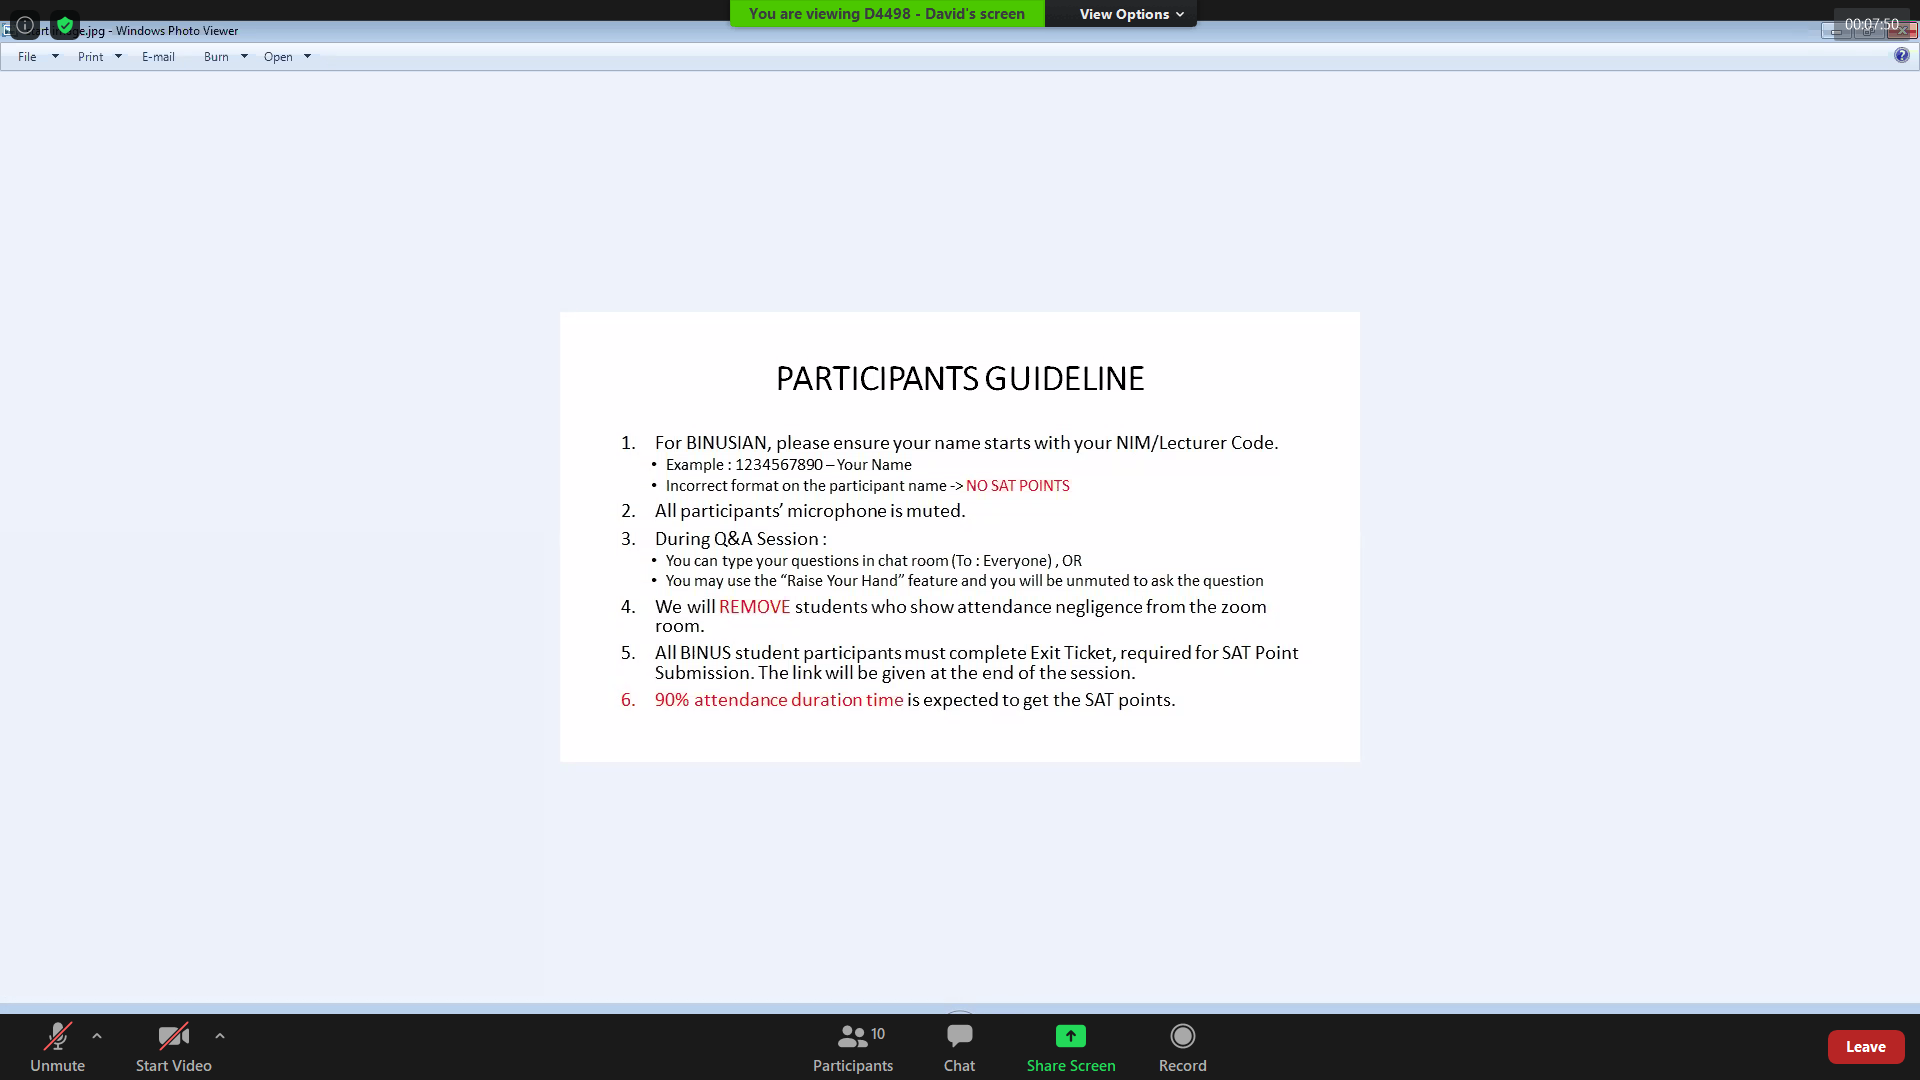 You are viewing D4498 - David's screen
View Options
00:07:50
.jpg - Windows Photo Viewer
File
Print
E-mail
Burn
Open
PARTICIPANTS GUIDELINE
1. For BINUSIAN, please ensure your name starts with your NIM/Lecturer Code.
• Example : 1234567890 – Your Name
• Incorrect format on the participant name -> NO SAT POINTS
2. All participants’ microphone is muted.
3. During Q&A Session :
• You can type your questions in chat room (To : Everyone) , OR
• You may use the “Raise Your Hand” feature and you will be unmuted to ask the question
4. We will REMOVE students who show attendance negligence from the zoom
room.
5. All BINUS student participants must complete Exit Ticket, required for SAT Point
Submission. The link will be given at the end of the session.
6. 90% attendance duration time is expected to get the SAT points.
Unmute
Start Video
Participants
10
Chat
Share Screen
Record
Leave